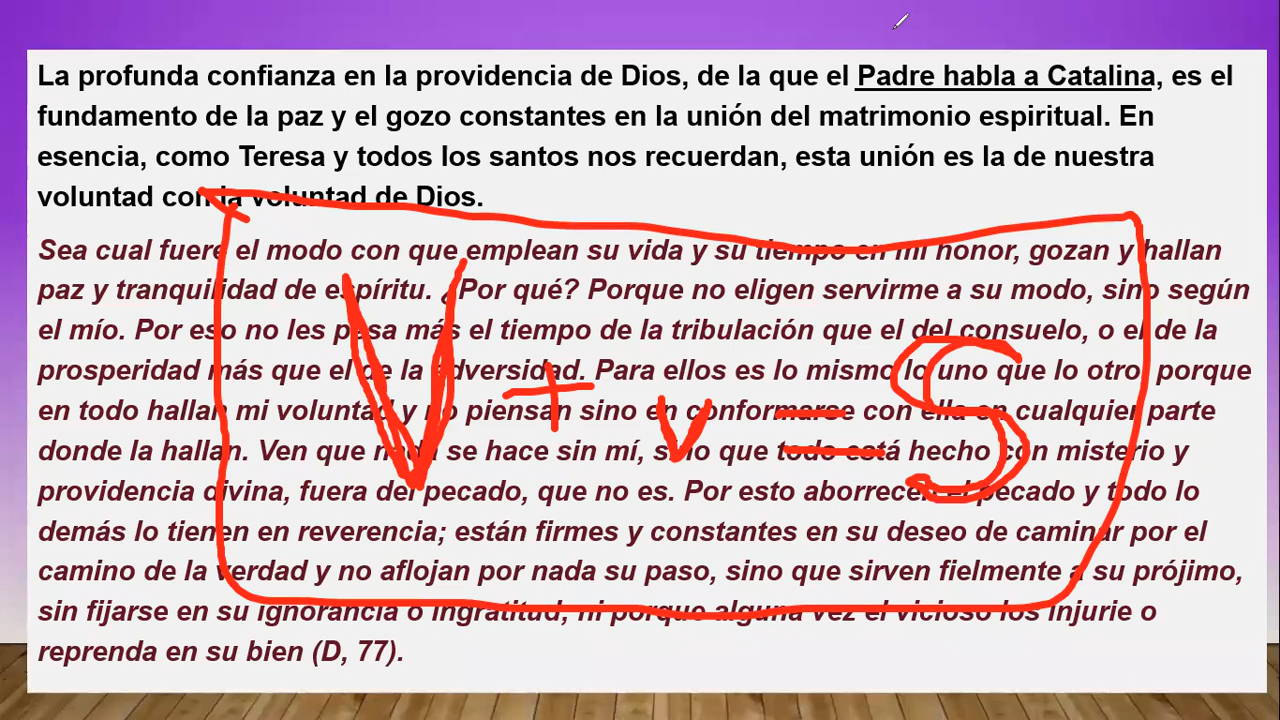 La profunda confianza en la providencia de Dios, de la que el Padre habla a Catalina, es el
fundamento de la paz y el gozo constantes en la unión del matrimonio espiritual. En
esencia, como Teresa y todos los santos nos recuerdan, esta unión es la de nuestra
voluntad con la voluntad de Dios.
Sea cual fuere el modo con que emplean su vida y su tiempo en mi honor, gozan y hallan
paz y tranquilidad de espíritu. ¿Por qué? Porque no eligen servirme a su modo, sino según
el mío. Por eso no les pesa más el tiempo de la tribulación que el del consuelo, o el de la
prosperidad más que el de la adversidad. Para ellos es lo mismo lo uno que lo otro, porque
en todo hallan mi voluntad y no piensan sino en conformarse con ella en cualquier parte
donde la hallan. Ven que nada se hace sin mí, sino que todo está hecho con misterio y
providencia divina, fuera del pecado, que no es. Por esto aborrecen el pecado y todo lo
demás lo tienen en reverencia; están firmes y constantes en su deseo de caminar por el
camino de la verdad y no aflojan por nada su paso, sino que sirven fielmente a su prójimo,
sin fijarse en su ignorancia o ingratitud, ni porque alguna vez el vicioso los injurie o
reprenda en su bien (D, 77).
V + v = S